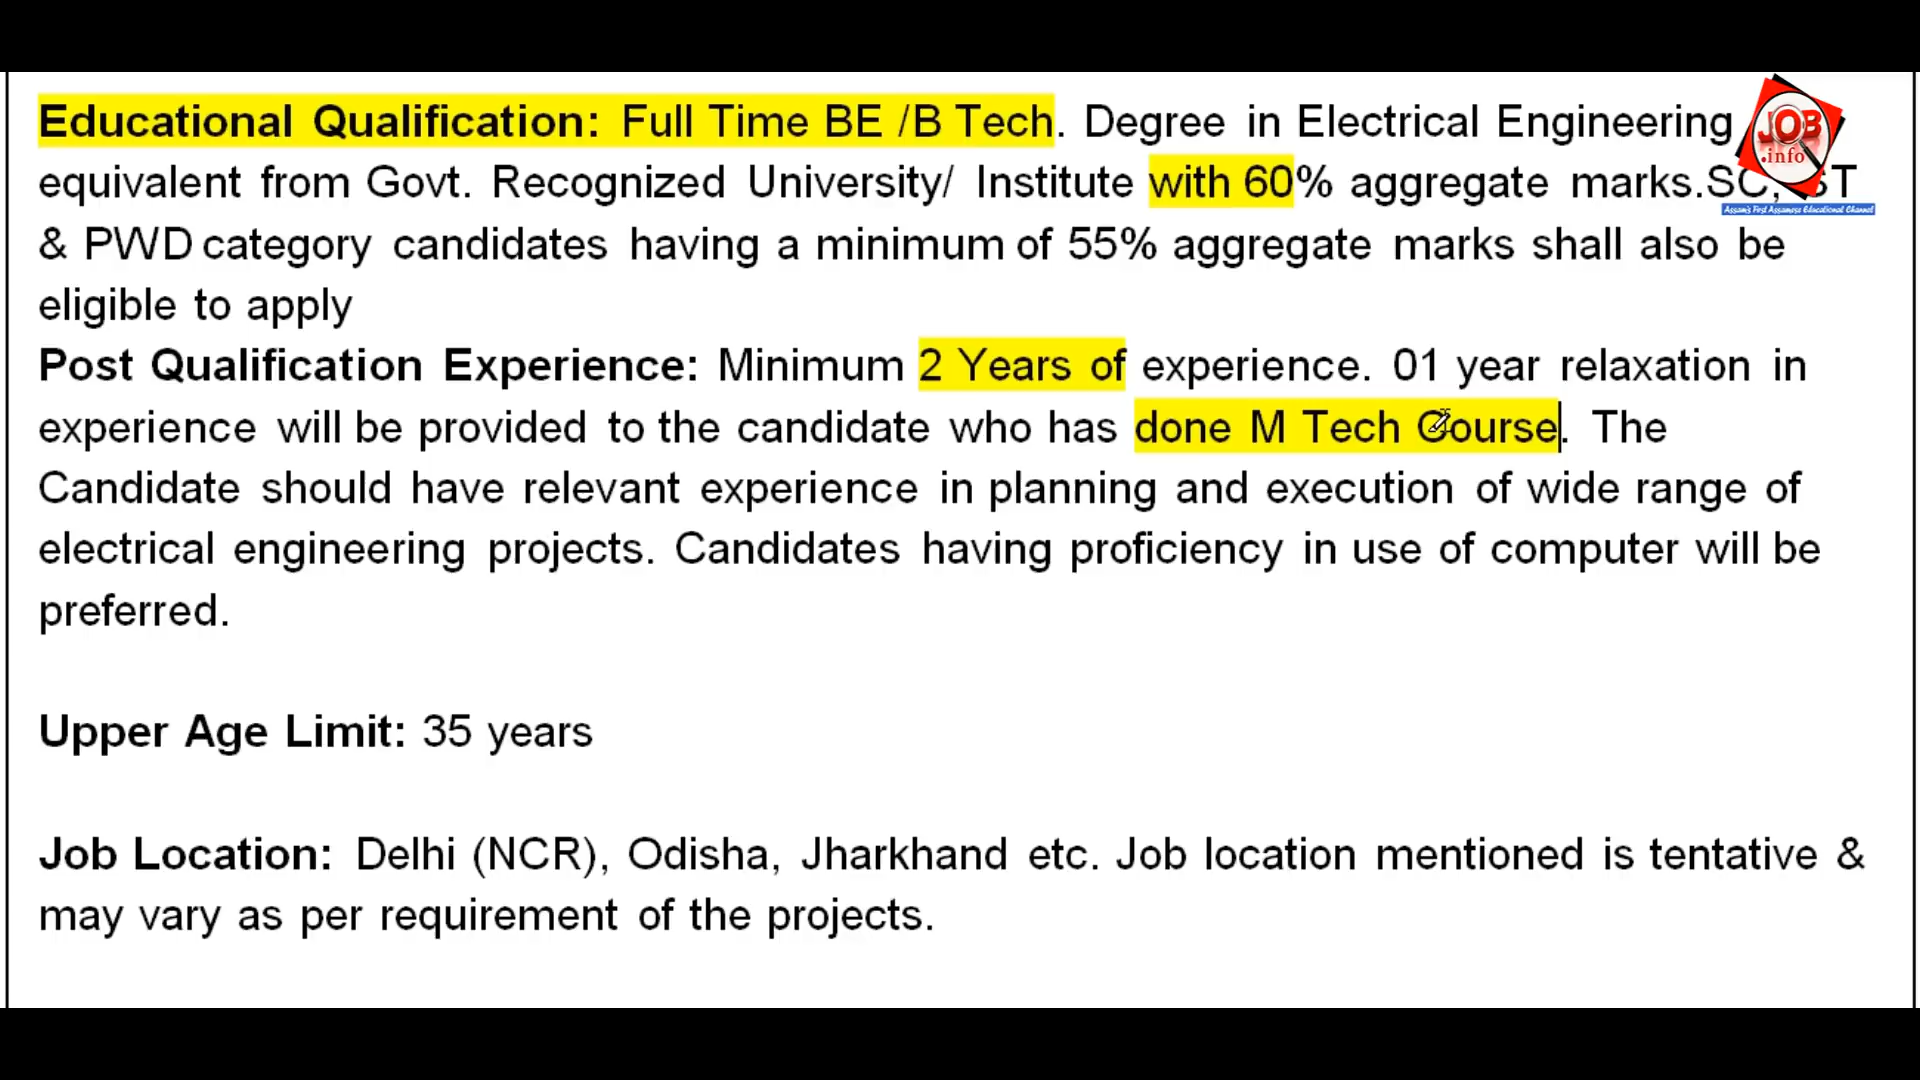 Educational Qualification: Full Time BE /B Tech. Degree in Electrical Engineering
equivalent from Govt. Recognized University/ Institute with 60% aggregate marks.SC, ST
& PWD category candidates having a minimum of 55% aggregate marks shall also be
eligible to apply
Post Qualification Experience: Minimum 2 Years of experience. 01 year relaxation in
experience will be provided to the candidate who has done M Tech Course. The
Candidate should have relevant experience in planning and execution of wide range of
electrical engineering projects. Candidates having proficiency in use of computer will be
preferred.
Upper Age Limit: 35 years
Job Location: Delhi (NCR), Odisha, Jharkhand etc. Job location mentioned is tentative &
may vary as per requirement of the projects.
JOB
.info
Assam's First Assamese Educational Channel